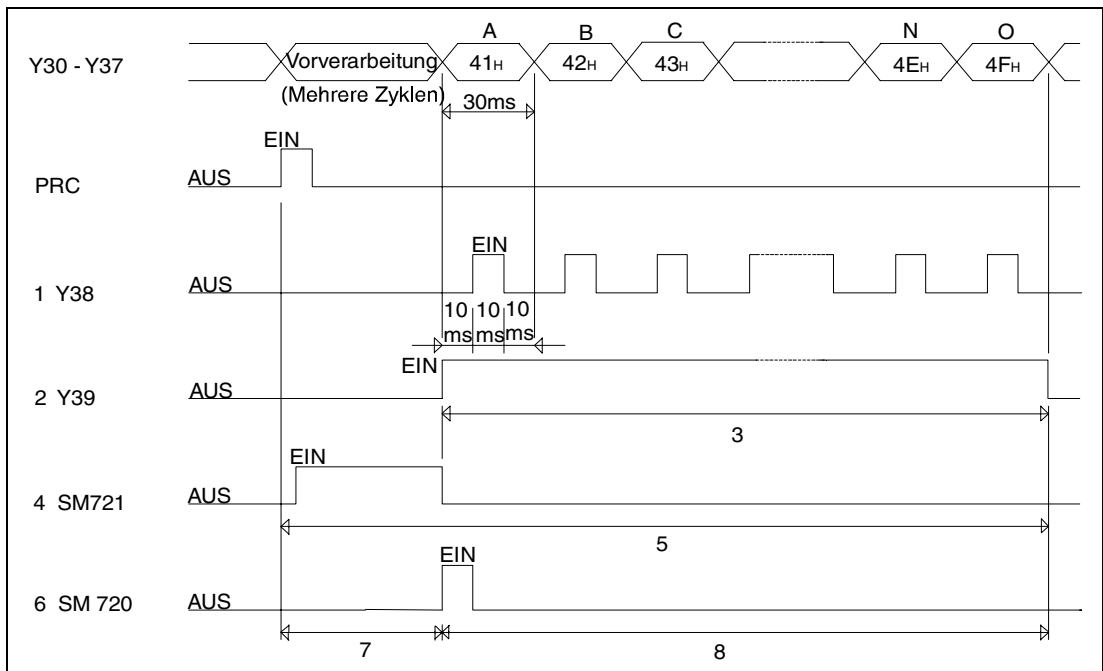 A B C N O
Y30 - Y37 Vorverarbeitung 41H 42H 43H 4EH 4FH
(Mehrere Zyklen)
30ms
EIN
PRC AUS
EIN
1 Y38 AUS
10 10 10
ms ms ms
EIN
2 Y39 AUS
3
EIN
4 SM721 AUS
5
EIN
6 SM 720 AUS
7 8